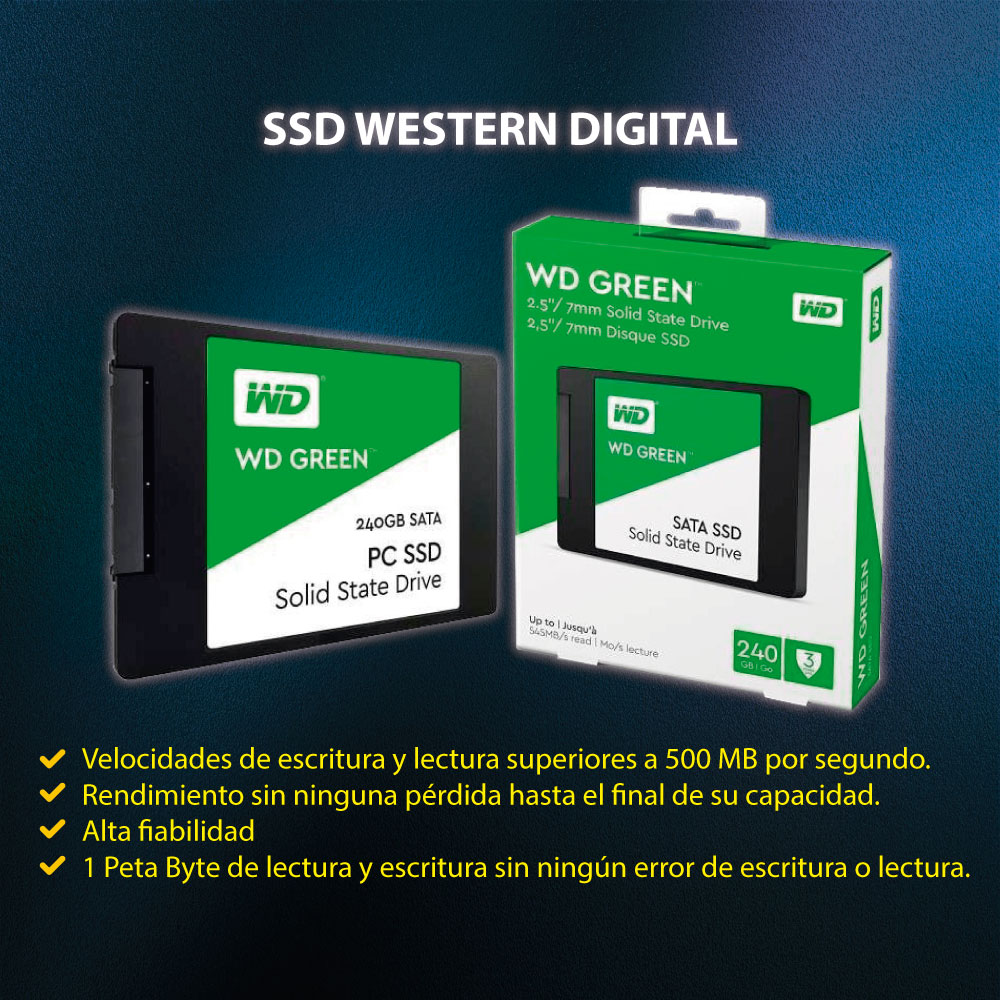 SSD WESTERN DIGITAL
WD GREEN™
2.5"/ 7mm Solid State Drive
2,5"/ 7mm Disque SSD
WD
WD
WD®
WD GREEN™
240GB SATA
PC SSD
Solid State Drive
WD
WD GREEN™
SATA SSD
Solid State Drive
Up to | Jusqu'à
545MB/s read | Mo/s lecture
240
GB | Go
3
WD GREEN
Velocidades de escritura y lectura superiores a 500 MB por segundo.
Rendimiento sin ninguna pérdida hasta el final de su capacidad.
Alta fiabilidad
1 Peta Byte de lectura y escritura sin ningún error de escritura o lectura.